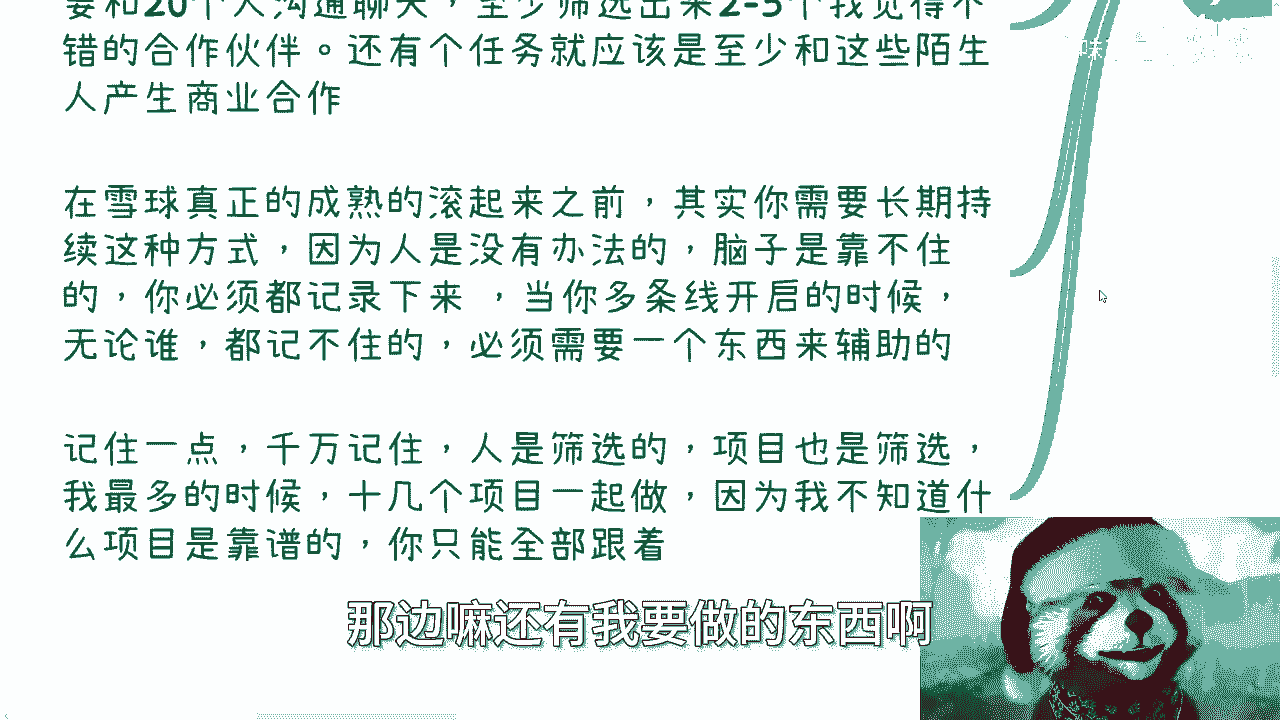 要和20个人沟通聊天，至少筛选出来2-5个我觉得不
错的合作伙伴。还有个任务就应该是至少和这些陌生
人产生商业合作
在雪球真正的成熟的滚起来之前，其实你需要长期持
续这种方式，因为人是没有办法的，脑子是靠不住
的，你必须都记录下来 ，当你多条线开启的时候，
无论谁，都记不住的，必须需要一个东西来辅助的
记住一点，千万记住，人是筛选的，项目也是筛选，
我最多的时候，十几个项目一起做，因为我不知道什
么项目是靠谱的，你只能全部跟着
那边嘛还有我要做的东西啊